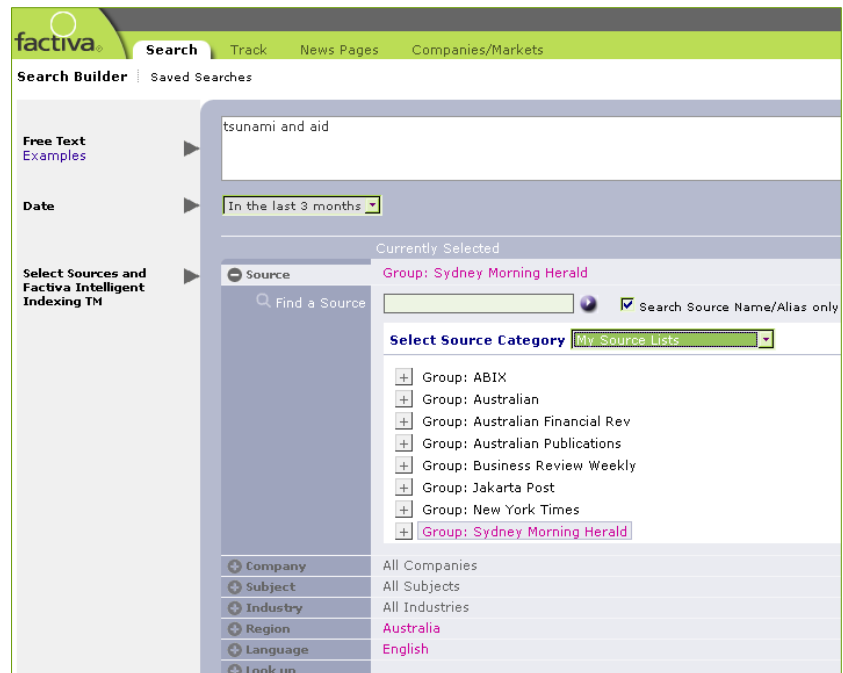 factiva®
Search Track News Pages Companies/Markets
Search Builder Saved Searches
Free Text
Examples
tsunami and aid
Date
In the last 3 months
Currently Selected
Select Sources and
Factiva Intelligent
Indexing TM
Source
Group: Sydney Morning Herald
Find a Source
Search Source Name/Alias only
Select Source Category My Source Lists
Group: ABIX
Group: Australian
Group: Australian Financial Rev
Group: Australian Publications
Group: Business Review Weekly
Group: Jakarta Post
Group: New York Times
Group: Sydney Morning Herald
Company All Companies
Subject All Subjects
Industry All Industries
Region Australia
Language English
Look up